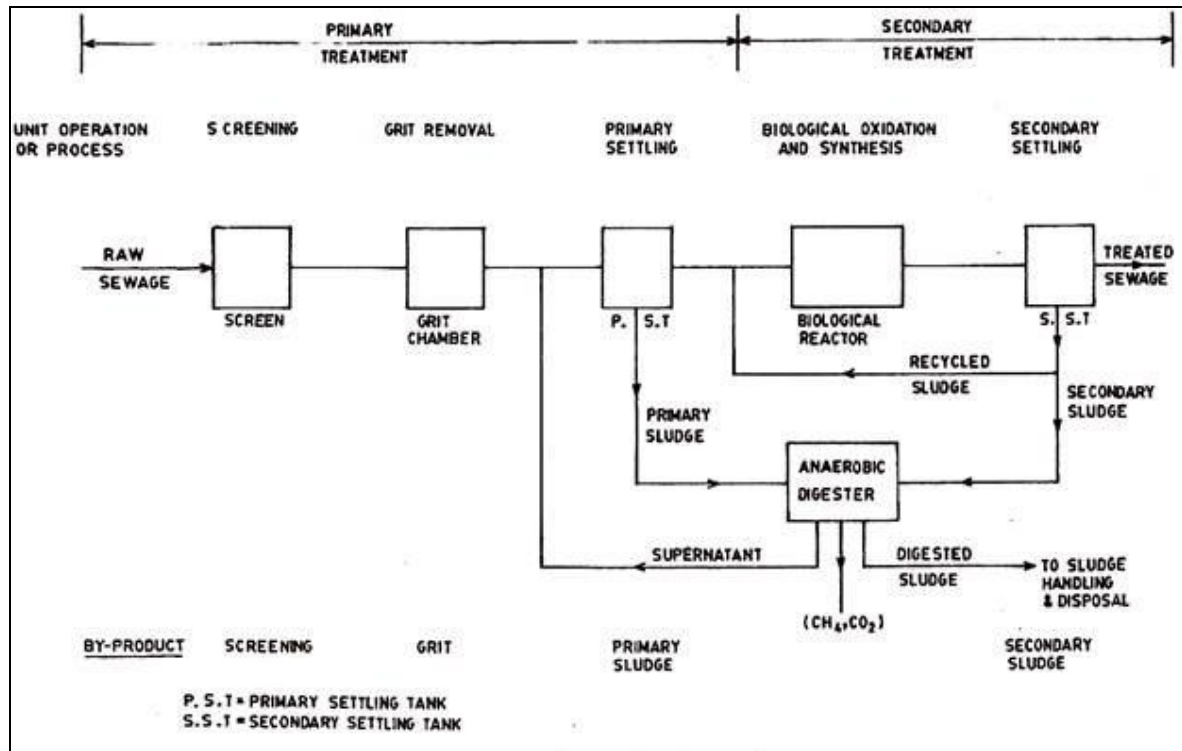 PRIMARY
TREATMENT
SECONDARY
TREATMENT
UNIT OPERATION
OR PROCESS
SCREENING
GRIT REMOVAL
PRIMARY
SETTLING
BIOLOGICAL OXIDATION
AND SYNTHESIS
SECONDARY
SETTLING
RAW
SEWAGE
TREATED
SEWAGE
SCREEN
GRIT
CHAMBER
P. S.T
BIOLOGICAL
REACTOR
S. S.T
RECYCLED
SLUDGE
PRIMARY
SLUDGE
SECONDARY
SLUDGE
ANAEROBIC
DIGESTER
SUPERNATANT
DIGESTED
SLUDGE
TO SLUDGE
HANDLING
& DISPOSAL
(CH₄,CO₂)
BY-PRODUCT
SCREENING
GRIT
PRIMARY
SLUDGE
SECONDARY
SLUDGE
P. S.T = PRIMARY SETTLING TANK
S.S.T = SECONDARY SETTLING TANK